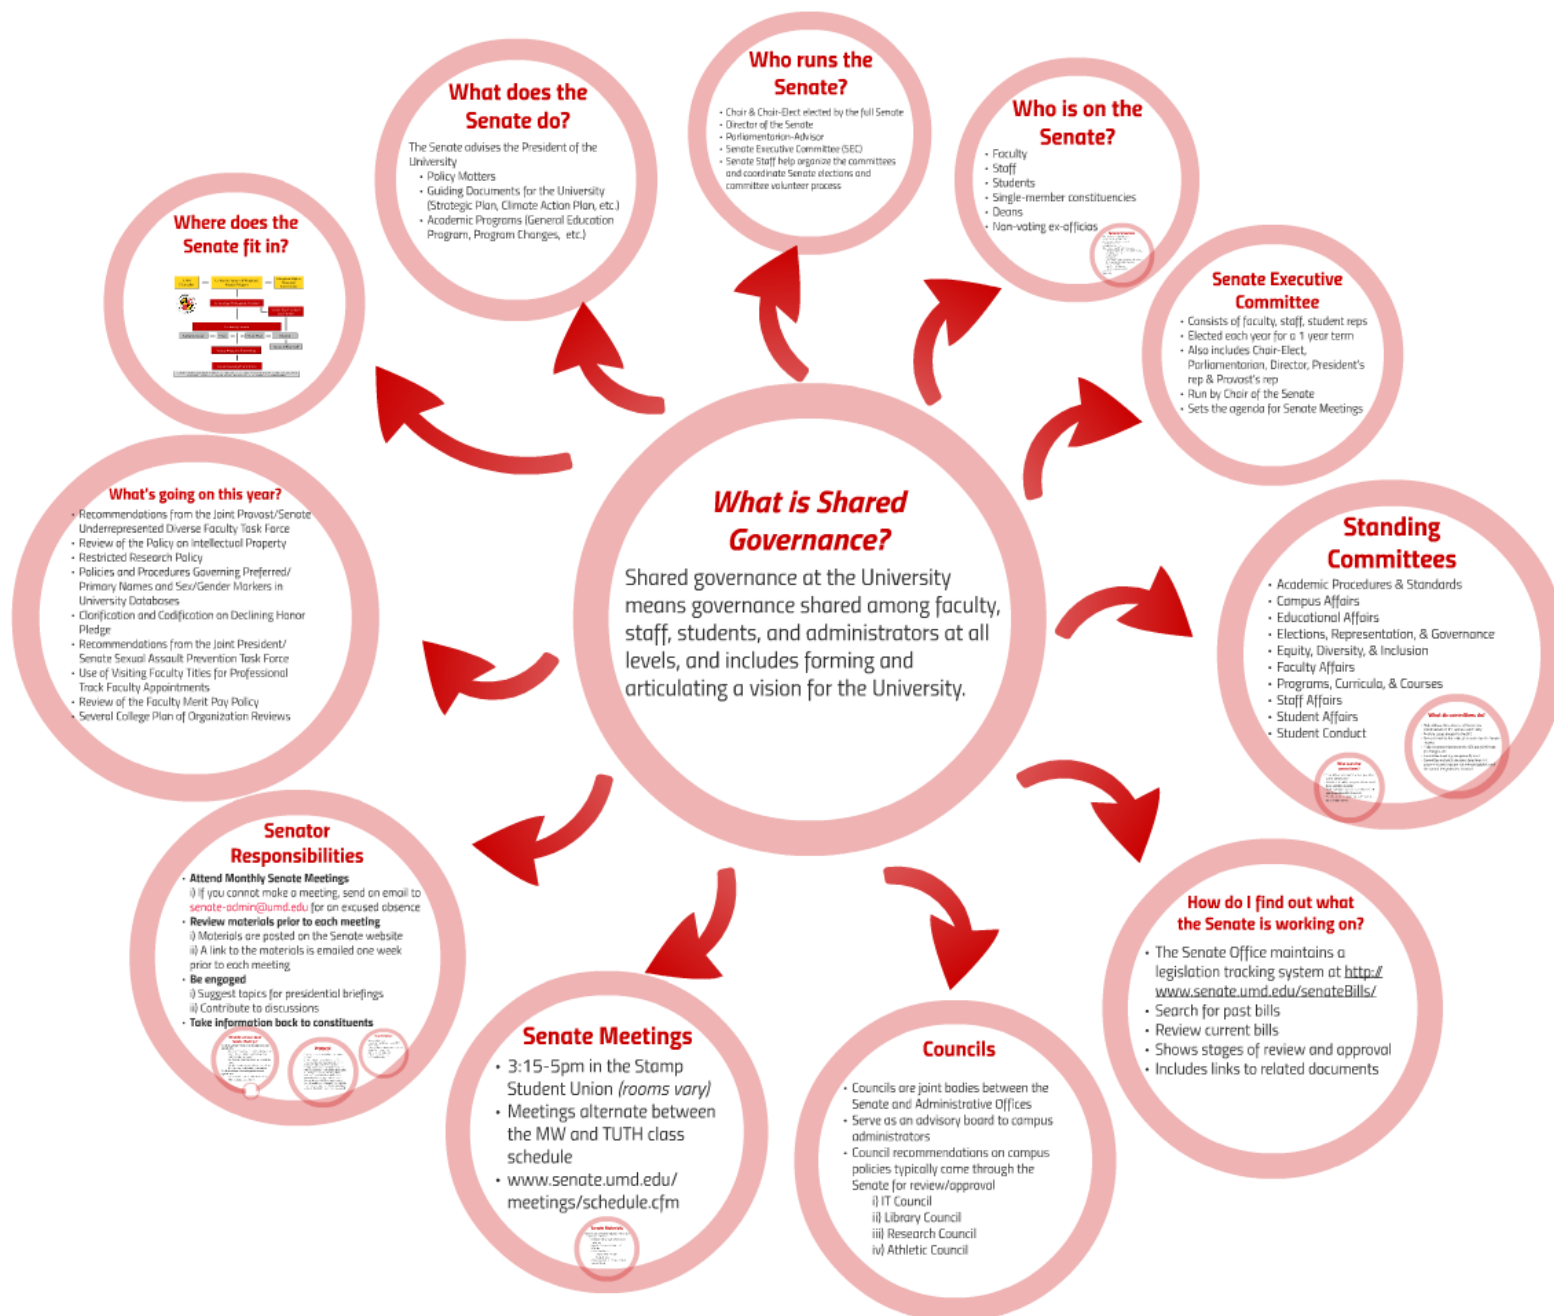 What is Shared
Governance?
Shared governance at the University
means governance shared among faculty,
staff, students, and administrators at all
levels, and includes forming and
articulating a vision for the University.
Where does the
Senate fit in?
What does the
Senate do?
The Senate advises the President of the
University
• Policy Matters
• Guiding Documents for the University
(Strategic Plan, Climate Action Plan, etc.)
• Academic Programs (General Education
Program, Program Changes, etc.)
Who runs the
Senate?
• Chair & Chair-Elect elected by the full Senate
• Director of the Senate
• Parliamentarian-Advisor
• Senate Executive Committee (SEC)
• Senate Staff help organize the committees
and coordinate Senate elections and
committee volunteer process
Who is on the
Senate?
• Faculty
• Staff
• Students
• Single-member constituencies
• Deans
• Non-voting ex-officios
Senate Executive
Committee
• Consists of faculty, staff, student reps
• Elected each year for a 1 year term
• Also includes Chair-Elect,
Parliamentarian, Director, President's
rep & Provost's rep
• Run by Chair of the Senate
• Sets the agenda for Senate Meetings
Standing
Committees
• Academic Procedures & Standards
• Campus Affairs
• Educational Affairs
• Elections, Representation, & Governance
• Equity, Diversity, & Inclusion
• Faculty Affairs
• Programs, Curricula, & Courses
• Staff Affairs
• Student Affairs
• Student Conduct
What do committees do?
How do I find out what
the Senate is working on?
• The Senate Office maintains a
legislation tracking system at http://
www.senate.umd.edu/senateBills/
• Search for past bills
• Review current bills
• Shows stages of review and approval
• Includes links to related documents
Councils
• Councils are joint bodies between the
Senate and Administrative Offices
• Serve as an advisory board to campus
administrators
• Council recommendations on campus
policies typically come through the
Senate for review/approval
i) IT Council
ii) Library Council
iii) Research Council
iv) Athletic Council
Senate Meetings
• 3:15-5pm in the Stamp
Student Union (rooms vary)
• Meetings alternate between
the MW and TUTH class
schedule
• www.senate.umd.edu/
meetings/schedule.cfm
Senate Materials
Senator
Responsibilities
• Attend Monthly Senate Meetings
i) If you cannot make a meeting, send an email to
senate-admin@umd.edu for an excused absence
• Review materials prior to each meeting
i) Materials are posted on the Senate website
ii) A link to the materials is emailed one week
prior to each meeting
• Be engaged
i) Suggest topics for presidential briefings
ii) Contribute to discussions
• Take information back to constituents
What's going on this year?
• Recommendations from the Joint Provost/Senate
Underrepresented Diverse Faculty Task Force
• Review of the Policy on Intellectual Property
• Restricted Research Policy
• Policies and Procedures Governing Preferred/
Primary Names and Sex/Gender Markers in
University Databases
• Clarification and Codification on Declining Honor
Pledge
• Recommendations from the Joint President/
Senate Sexual Assault Prevention Task Force
• Use of Visiting Faculty Titles for Professional
Track Faculty Appointments
• Review of the Faculty Merit Pay Policy
• Several College Plan of Organization Reviews